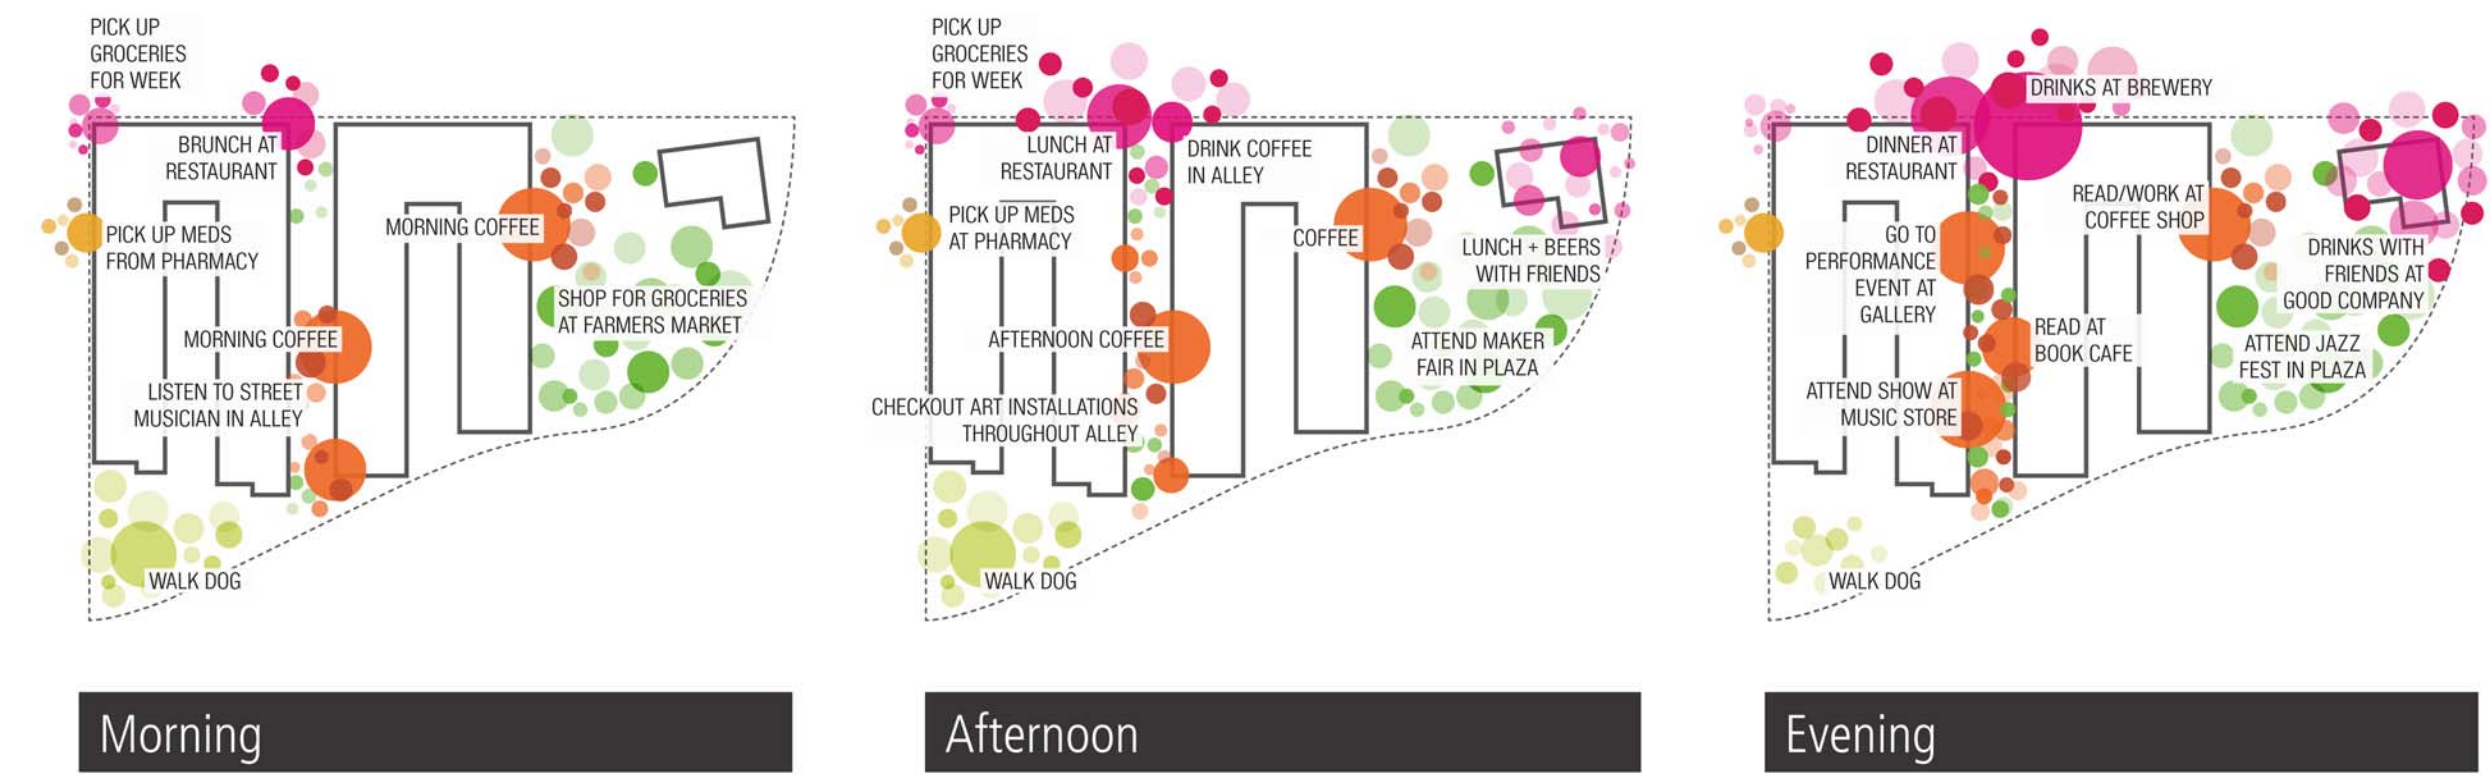 PICK UP
GROCERIES
FOR WEEK
BRUNCH AT
RESTAURANT
PICK UP MEDS
FROM PHARMACY
MORNING COFFEE
SHOP FOR GROCERIES
AT FARMERS MARKET
MORNING COFFEE
LISTEN TO STREET
MUSICIAN IN ALLEY
WALK DOG
Morning
PICK UP
GROCERIES
FOR WEEK
LUNCH AT
RESTAURANT
DRINK COFFEE
IN ALLEY
PICK UP MEDS
AT PHARMACY
COFFEE
LUNCH + BEERS
WITH FRIENDS
AFTERNOON COFFEE
ATTEND MAKER
FAIR IN PLAZA
CHECKOUT ART INSTALLATIONS
THROUGHOUT ALLEY
WALK DOG
Afternoon
DRINKS AT BREWERY
DINNER AT
RESTAURANT
READ/WORK AT
COFFEE SHOP
GO TO
PERFORMANCE
EVENT AT
GALLERY
DRINKS WITH
FRIENDS AT
GOOD COMPANY
READ AT
BOOK CAFE
ATTEND JAZZ
FEST IN PLAZA
ATTEND SHOW AT
MUSIC STORE
WALK DOG
Evening